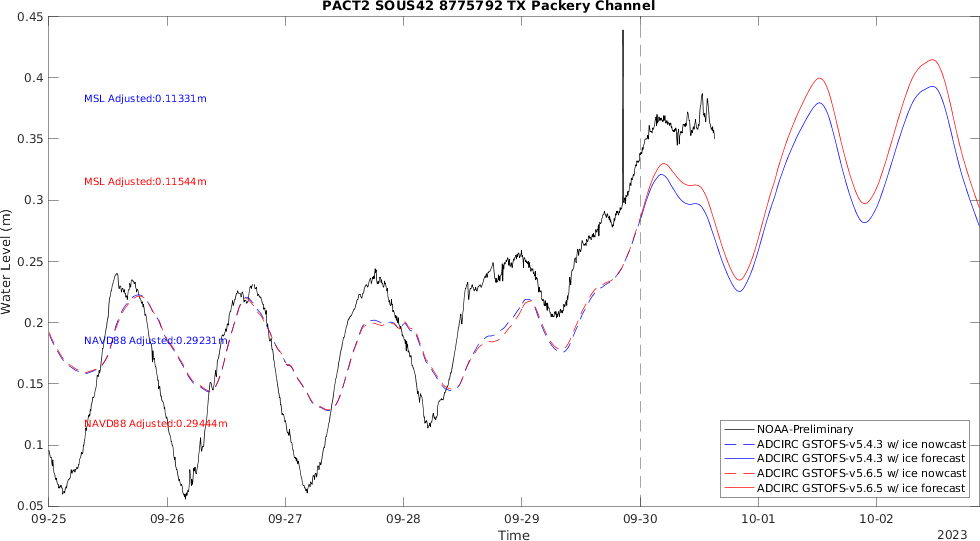 PACT2 SOUS42 8775792 TX Packery Channel
0.45
0.4
0.35
0.3
0.25
0.2
0.15
0.1
0.05
Water Level (m)
MSL Adjusted:0.11331m
MSL Adjusted:0.11544m
NAVD88 Adjusted:0.29231m
NAVD88 Adjusted:0.29444m
NOAA-Preliminary
ADCIRC GSTOFS-v5.4.3 w/ ice nowcast
ADCIRC GSTOFS-v5.4.3 w/ ice forecast
ADCIRC GSTOFS-v5.6.5 w/ ice nowcast
ADCIRC GSTOFS-v5.6.5 w/ ice forecast
09-25 09-26 09-27 09-28 09-29 09-30 10-01 10-02
Time
2023